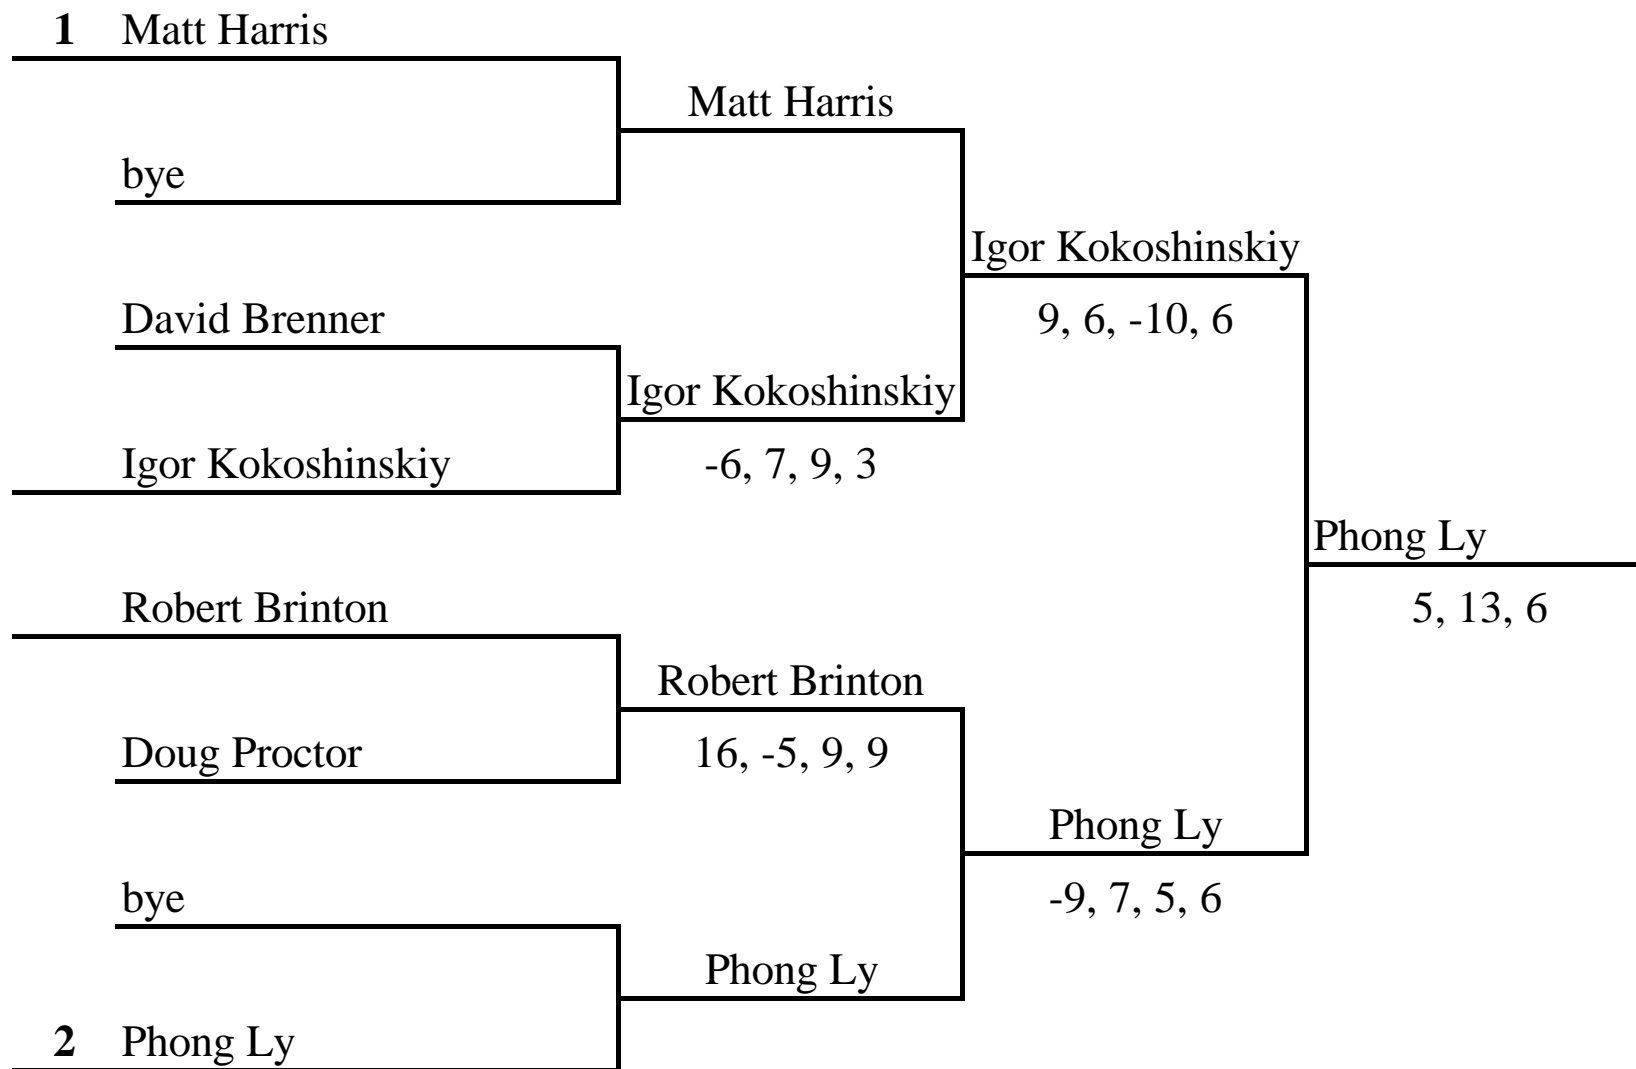 1 Matt Harris
Matt Harris
bye
Igor Kokoshinskiy
David Brenner
9, 6, -10, 6
Igor Kokoshinskiy
Igor Kokoshinskiy
-6, 7, 9, 3
Phong Ly
Robert Brinton
5, 13, 6
Robert Brinton
Doug Proctor
16, -5, 9, 9
Phong Ly
bye
-9, 7, 5, 6
Phong Ly
2 Phong Ly